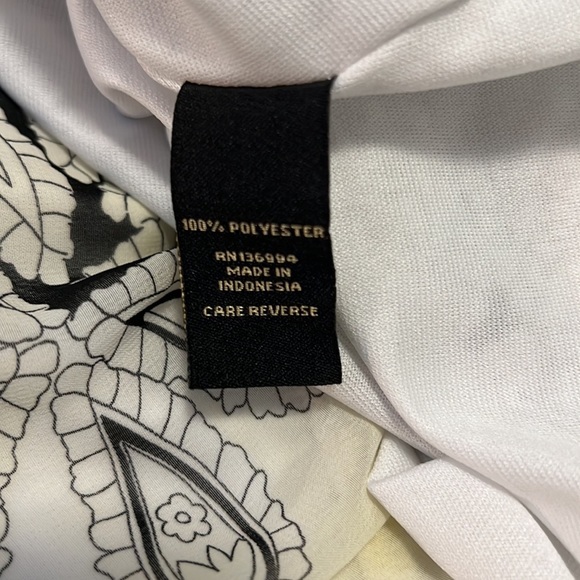 100% POLYESTER
RN136994
MADE IN
INDONESIA
CARE REVERSE